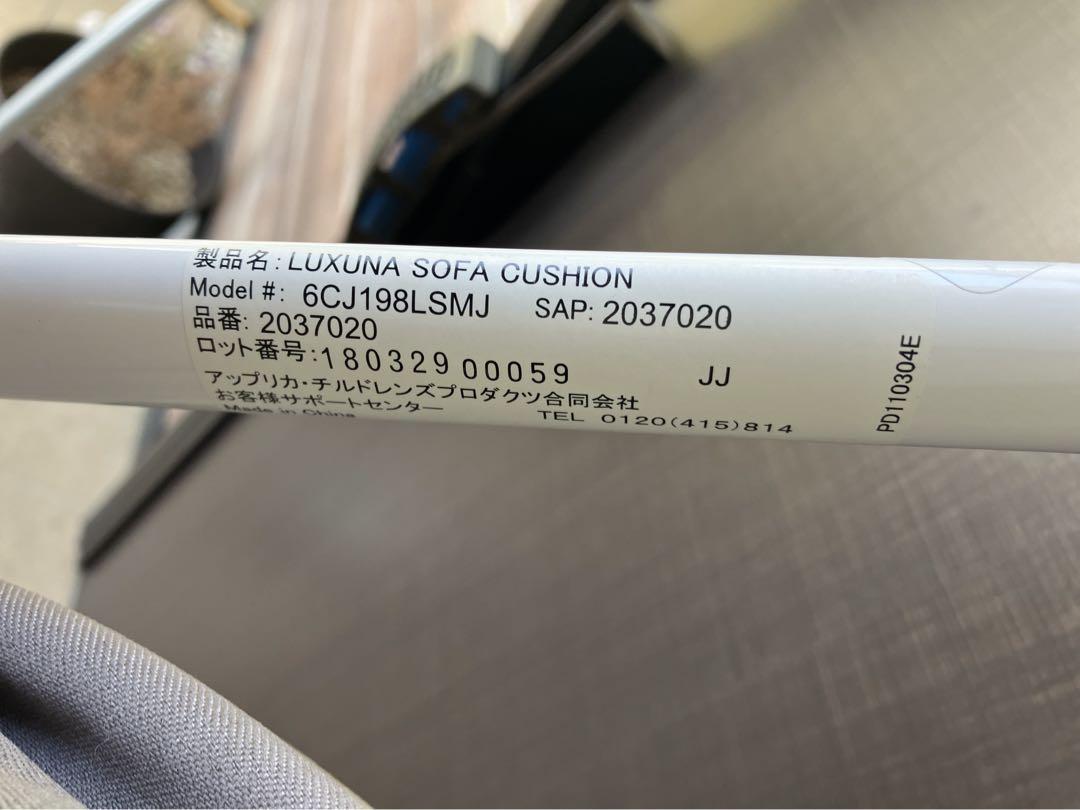 製品名:LUXUNA SOFA CUSHION
Model #: 6CJ198LSMJ SAP: 2037020
品番: 2037020
ロット番号:180329 00059 JJ
アップリカ・チルドレンズプロダクツ合同会社
お客様サポートセンター TEL 0120(415)814
Made in China
PD110304E